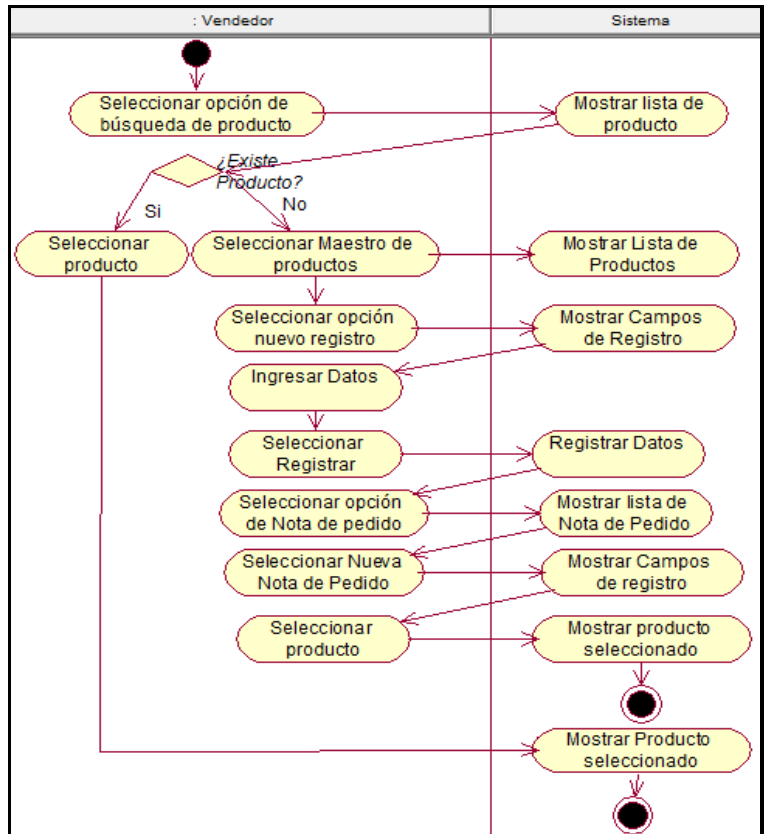 : Vendedor
Sistema
Seleccionar opción de
búsqueda de producto
Mostrar lista de
producto
¿Existe
Producto?
Si
No
Seleccionar
producto
Seleccionar Maestro de
productos
Mostrar Lista de
Productos
Seleccionar opción
nuevo registro
Mostrar Campos
de Registro
Ingresar Datos
Seleccionar
Registrar
Registrar Datos
Seleccionar opción
de Nota de pedido
Mostrar lista de
Nota de Pedido
Seleccionar Nueva
Nota de Pedido
Mostrar Campos
de registro
Seleccionar
producto
Mostrar producto
seleccionado
Mostrar Producto
seleccionado